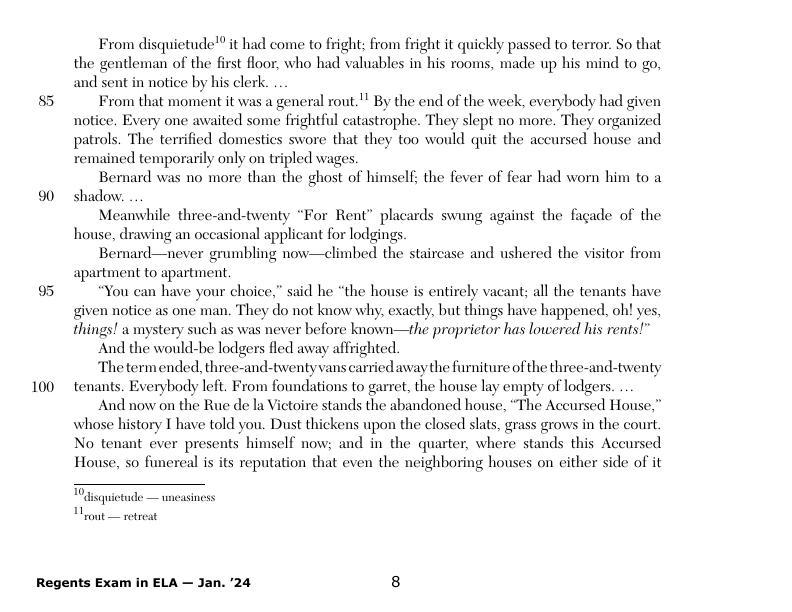 From disquietude10 it had come to fright; from fright it quickly passed to terror. So that
the gentleman of the first floor, who had valuables in his rooms, made up his mind to go,
and sent in notice by his clerk. …
85 From that moment it was a general rout.11 By the end of the week, everybody had given
notice. Every one awaited some frightful catastrophe. They slept no more. They organized
patrols. The terrified domestics swore that they too would quit the accursed house and
remained temporarily only on tripled wages.
Bernard was no more than the ghost of himself; the fever of fear had worn him to a
90 shadow. …
Meanwhile three-and-twenty “For Rent” placards swung against the façade of the
house, drawing an occasional applicant for lodgings.
Bernard—never grumbling now—climbed the staircase and ushered the visitor from
apartment to apartment.
95 “You can have your choice,” said he “the house is entirely vacant; all the tenants have
given notice as one man. They do not know why, exactly, but things have happened, oh! yes,
things! a mystery such as was never before known—the proprietor has lowered his rents!”
And the would-be lodgers fled away affrighted.
The term ended, three-and-twenty vans carried away the furniture of the three-and-twenty
100 tenants. Everybody left. From foundations to garret, the house lay empty of lodgers. …
And now on the Rue de la Victoire stands the abandoned house, “The Accursed House,”
whose history I have told you. Dust thickens upon the closed slats, grass grows in the court.
No tenant ever presents himself now; and in the quarter, where stands this Accursed
House, so funereal is its reputation that even the neighboring houses on either side of it
10disquietude — uneasiness
11rout — retreat
Regents Exam in ELA — Jan. ’24 8